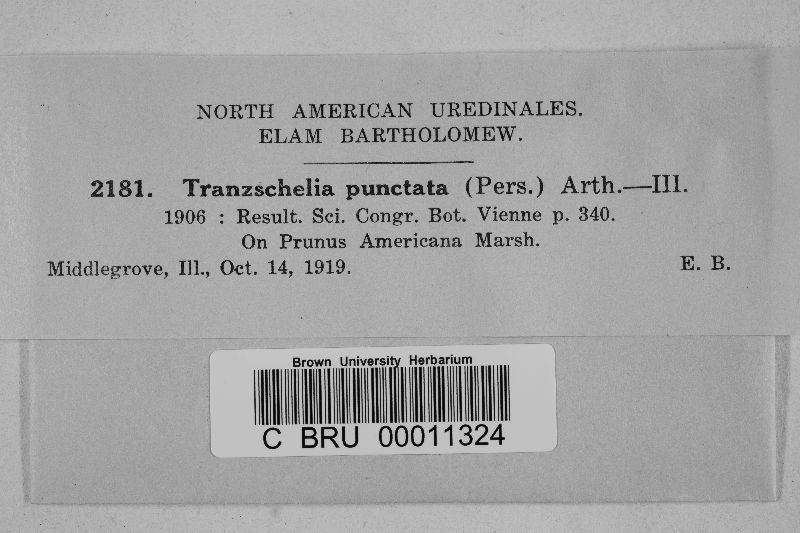 NORTH AMERICAN UREDINALES.
ELAM BARTHOLOMEW.
2181. Tranzschelia punctata (Pers.) Arth.—III.
1906 : Result. Sci. Congr. Bot. Vienne p. 340.
On Prunus Americana Marsh.
Middlegrove, Ill., Oct. 14, 1919. E. B.
Brown University Herbarium
C BRU 00011324